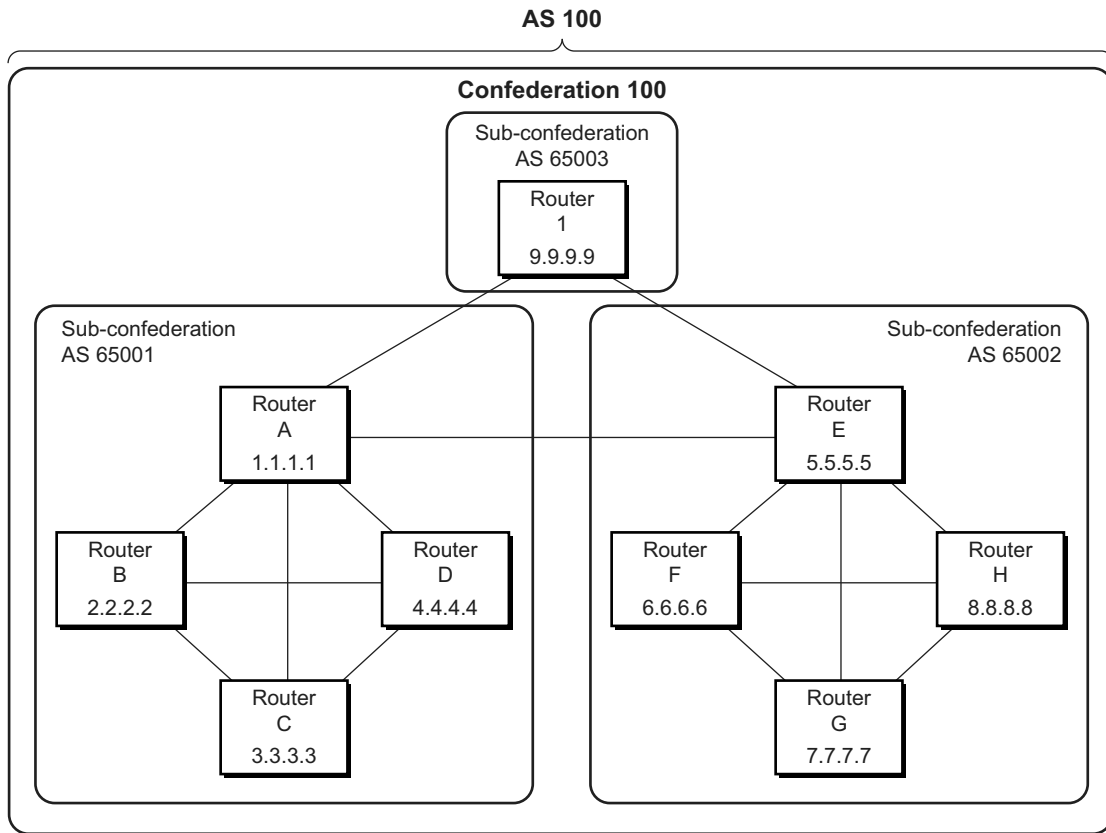 AS 100
Confederation 100
Sub-confederation
AS 65003
Router
1
9.9.9.9
Sub-confederation
AS 65001
Sub-confederation
AS 65002
Router
A
1.1.1.1
Router
E
5.5.5.5
Router
B
2.2.2.2
Router
D
4.4.4.4
Router
F
6.6.6.6
Router
H
8.8.8.8
Router
C
3.3.3.3
Router
G
7.7.7.7